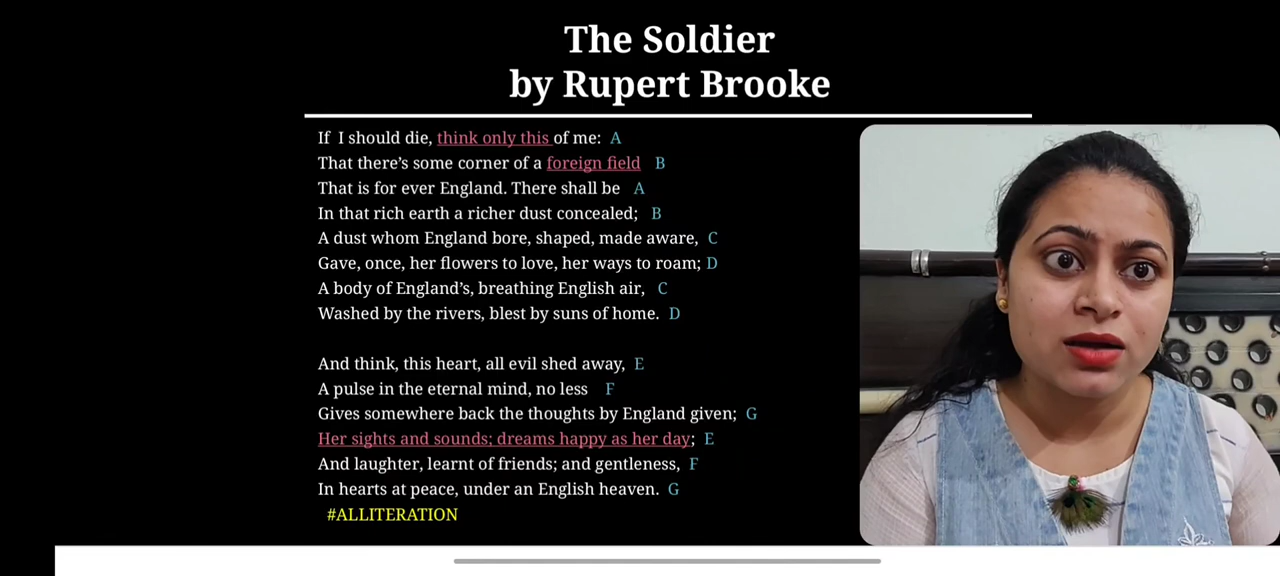 The Soldier
by Rupert Brooke
If I should die, think only this of me: A
That there's some corner of a foreign field B
That is for ever England. There shall be A
In that rich earth a richer dust concealed; B
A dust whom England bore, shaped, made aware, C
Gave, once, her flowers to love, her ways to roam; D
A body of England's, breathing English air, C
Washed by the rivers, blest by suns of home. D
And think, this heart, all evil shed away, E
A pulse in the eternal mind, no less F
Gives somewhere back the thoughts by England given; G
Her sights and sounds; dreams happy as her day; E
And laughter, learnt of friends; and gentleness, F
In hearts at peace, under an English heaven. G
#ALLITERATION